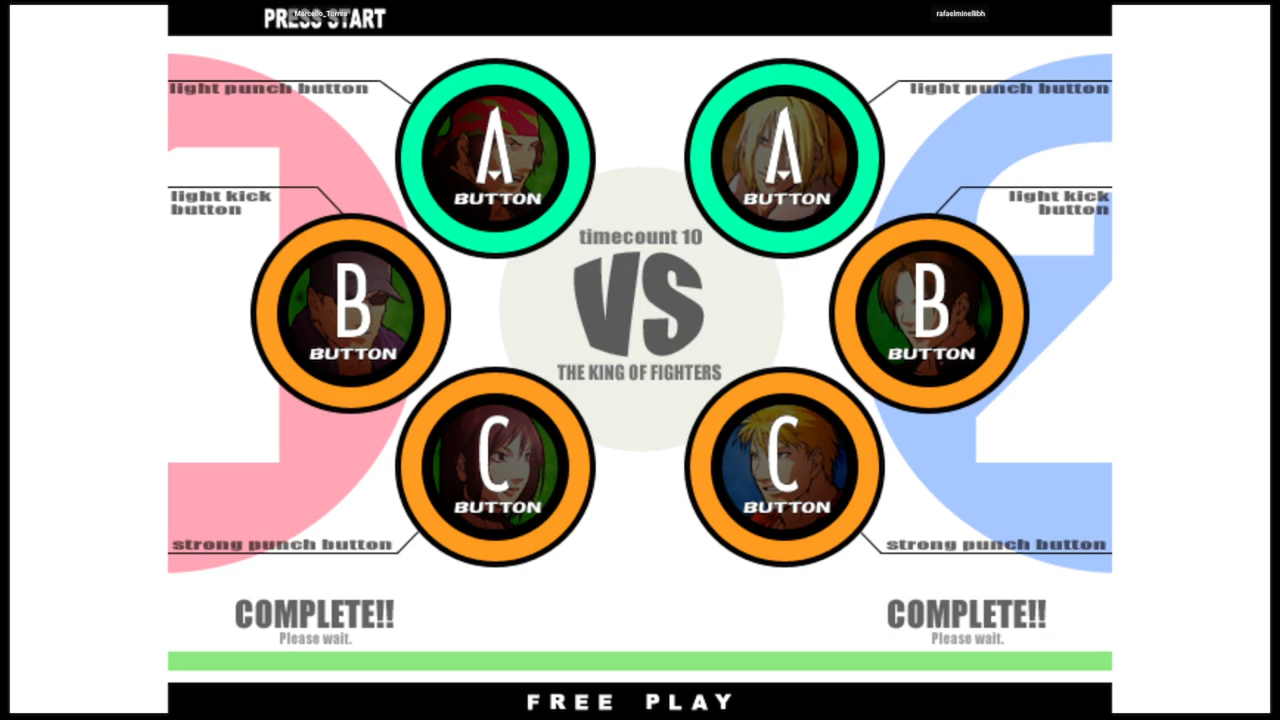 PRESS START
Marcello_Torres
rafaelminellibh
light punch button
light punch button
A
BUTTON
A
BUTTON
light kick
button
light kick
button
B
BUTTON
timecount 10
VS
THE KING OF FIGHTERS
B
BUTTON
C
BUTTON
C
BUTTON
strong punch button
strong punch button
COMPLETE!!
Please wait.
COMPLETE!!
Please wait.
FREE PLAY